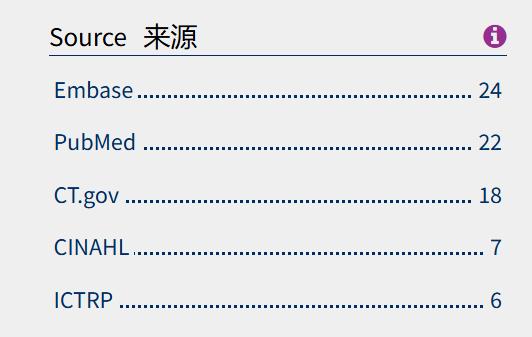 Source 来源
Embase 24
PubMed 22
CT.gov 18
CINAHL 7
ICTRP 6